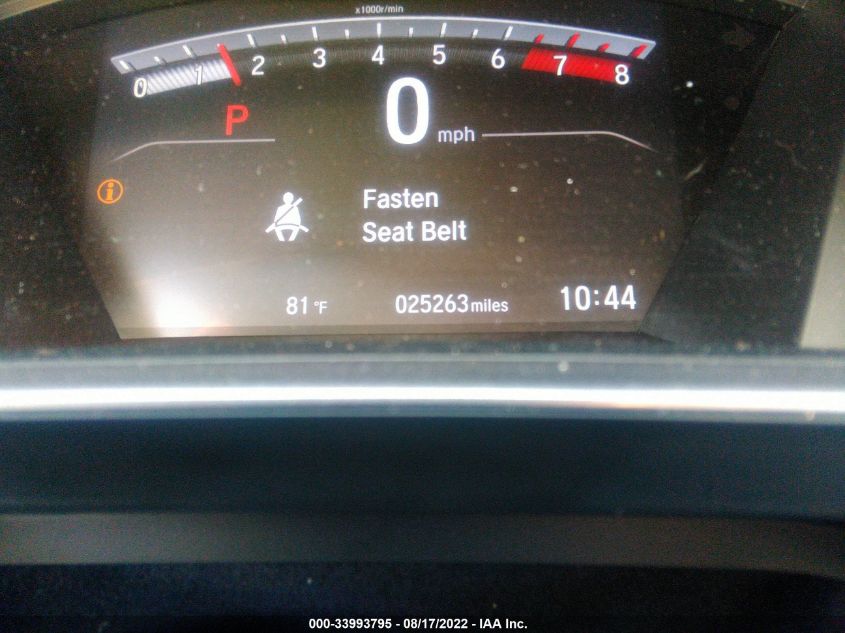 x1000r/min
0 1 2 3 4 5 6 7 8
P
0 mph
i
Fasten
Seat Belt
81 °F 025263 miles 10:44
000-33993795 - 08/17/2022 - IAA Inc.